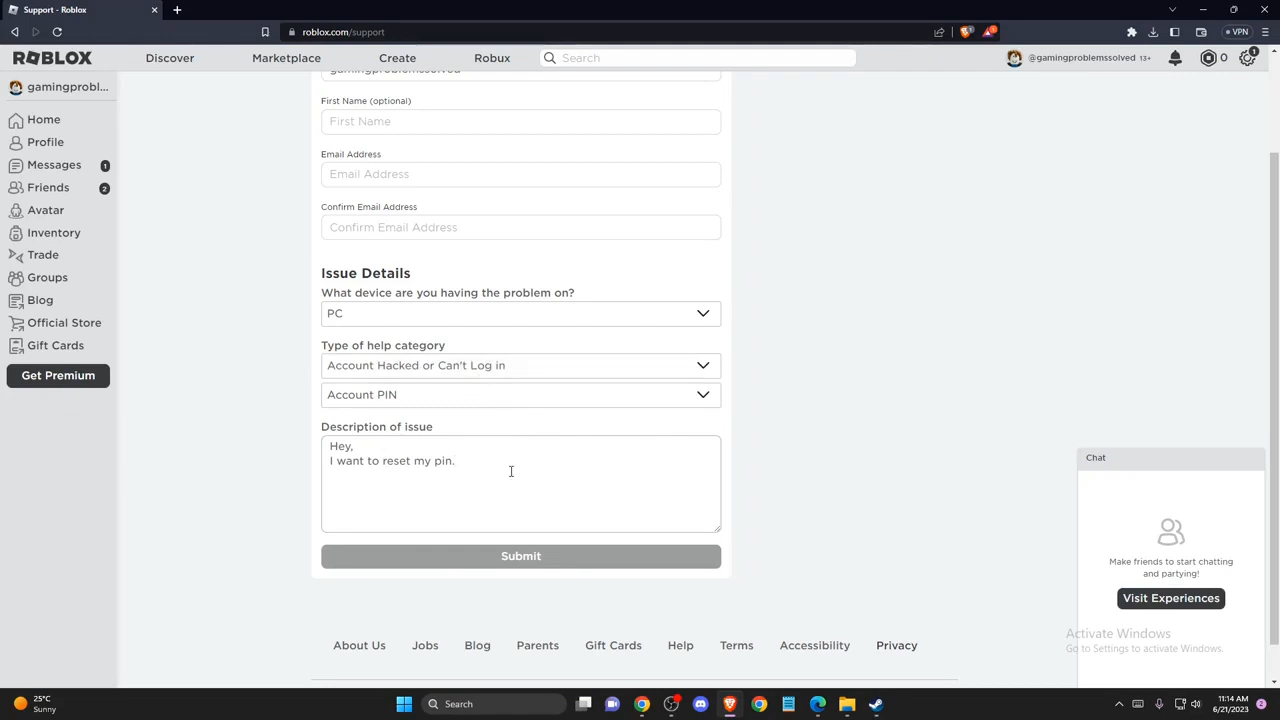 Support - Roblox
roblox.com/support
VPN
ROBLOX
Discover
Marketplace
Create
Robux
Search
@gamingproblemssolved 13+
0
1
gamingprobl...
Home
Profile
Messages 1
Friends 2
Avatar
Inventory
Trade
Groups
Blog
Official Store
Gift Cards
Get Premium
gamingproblemssolved
First Name (optional)
First Name
Email Address
Email Address
Confirm Email Address
Confirm Email Address
Issue Details
What device are you having the problem on?
PC
Type of help category
Account Hacked or Can't Log in
Account PIN
Description of issue
Hey,
I want to reset my pin.
Submit
Chat
Make friends to start chatting
and partying!
Visit Experiences
Activate Windows
Go to Settings to activate Windows.
About Us
Jobs
Blog
Parents
Gift Cards
Help
Terms
Accessibility
Privacy
25°C
Sunny
Search
11:14 AM
6/21/2023
2